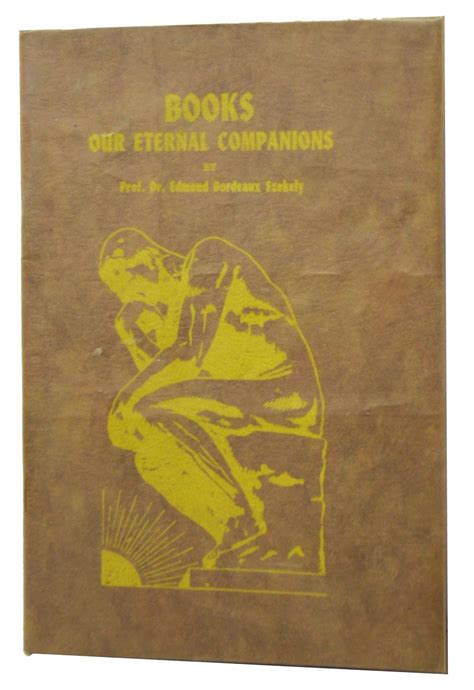 BOOKS
OUR ETERNAL COMPANIONS
BY
Prof. Dr. Edmond Bordeaux Szekely